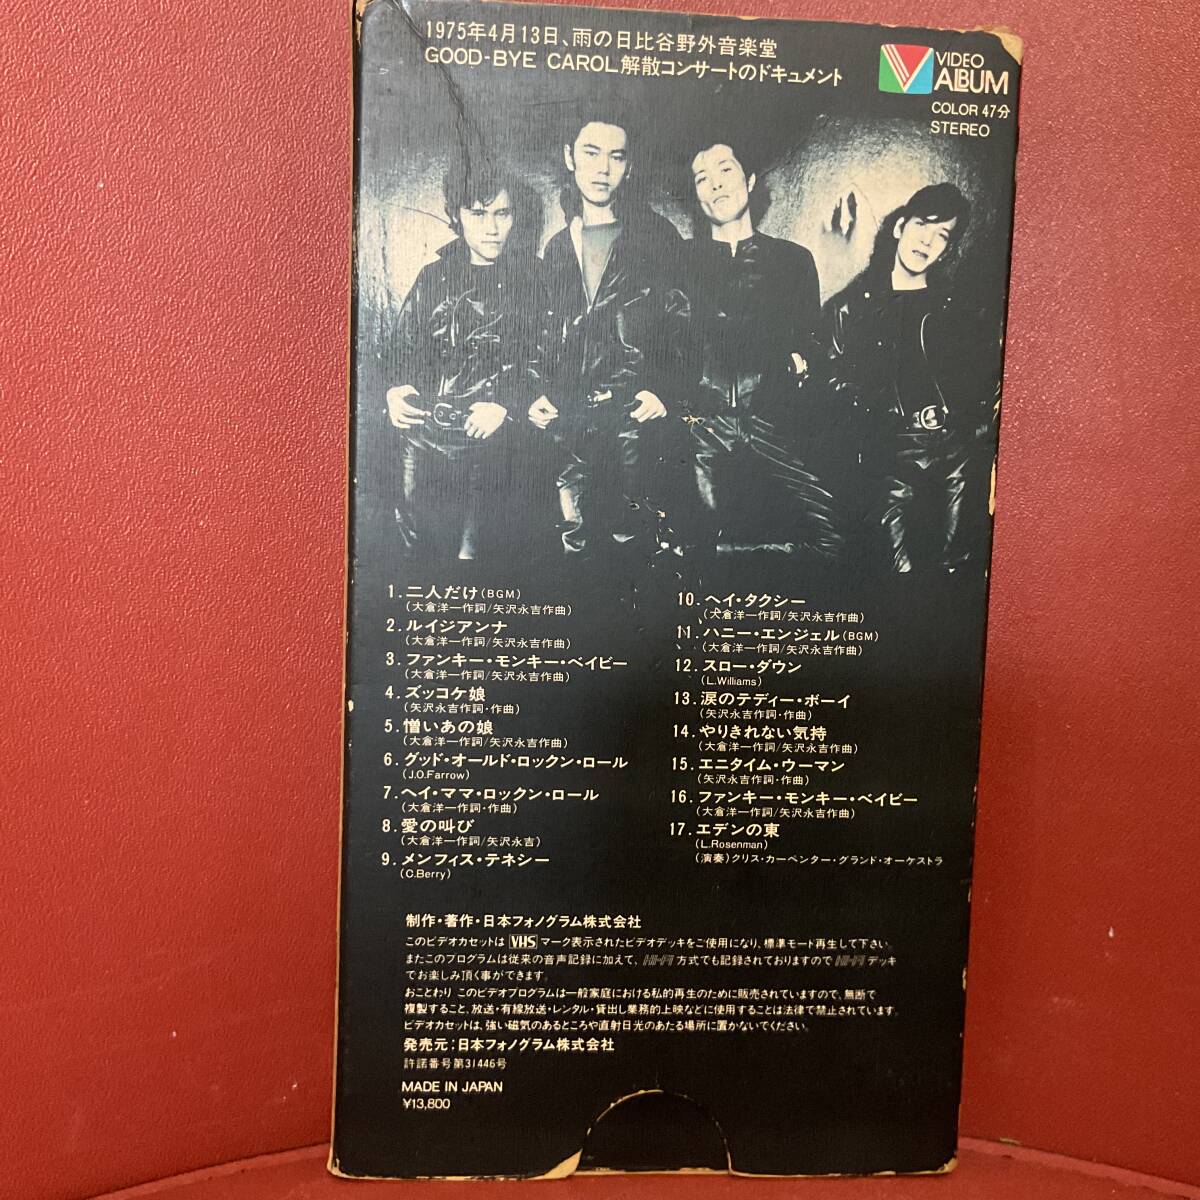 1975年4月13日、雨の日比谷野外音楽堂
GOOD-BYE CAROL解散コンサートのドキュメント
VIDEO
ALBUM
COLOR 47分
STEREO
1.二人だけ(BGM)
(大倉洋一作詞/矢沢永吉作曲)
2.ルイジアンナ
(大倉洋一作詞/矢沢永吉作曲)
3.ファンキー・モンキー・ベイビー
(大倉洋一作詞/矢沢永吉作曲)
4.ズッコケ娘
(矢沢永吉作詞・作曲)
5.憎いあの娘
(大倉洋一作詞/矢沢永吉作曲)
6.グッド・オールド・ロックン・ロール
(J.O.Farrow)
7.ヘイ・ママ・ロックン・ロール
(大倉洋一作詞・作曲)
8.愛の叫び
(大倉洋一作詞/矢沢永吉)
9.メンフィス・テネシー
(C.Berry)
10.ヘイ・タクシー
(大倉洋一作詞/矢沢永吉作曲)
11.ハニー・エンジェル(BGM)
(大倉洋一作詞/矢沢永吉作曲)
12.スロー・ダウン
(L.Williams)
13.涙のテディー・ボーイ
(矢沢永吉作詞・作曲)
14.やりきれない気持
(大倉洋一作詞/矢沢永吉作曲)
15.エニタイム・ウーマン
(矢沢永吉作詞・作曲)
16.ファンキー・モンキー・ベイビー
(大倉洋一作詞/矢沢永吉作曲)
17.エデンの東
(L.Rosenman)
(演奏)クリス・カーペンター・グランド・オーケストラ
制作・著作・日本フォノグラム株式会社
このビデオカセットは VHS マーク表示されたビデオデッキをご使用になり、標準モード再生して下さい。
またこのプログラムは従来の音声記録に加えて、Hi-Fi 方式でも記録されておりますので Hi-Fi デッキ
でお楽しみ頂く事ができます。
おことわり このビデオプログラムは一般家庭における私的再生のために販売されていますので、無断で
複製すること、放送・有線放送・レンタル・貸出し業務的上映などに使用することは法律で禁止されています。
ビデオカセットは、強い磁気のあるところや直射日光のあたる場所に置かないでください。
発売元:日本フォノグラム株式会社
許諾番号第31446号
MADE IN JAPAN
¥13,800